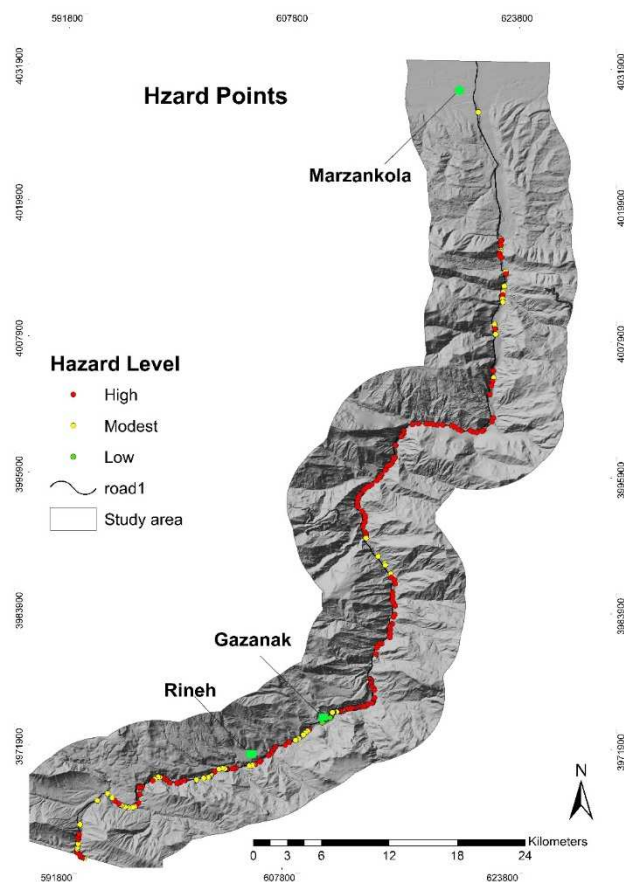 591800 607800 623800
4031900 4031900
Hzard Points
Marzankola
4019900 4019900
4007900 4007900
Hazard Level
High
Modest
Low
road1
Study area
3995900 3995900
3983900 3983900
Gazanak
Rineh
3971900 3971900
N
Kilometers
0 3 6 12 18 24
591800 607800 623800